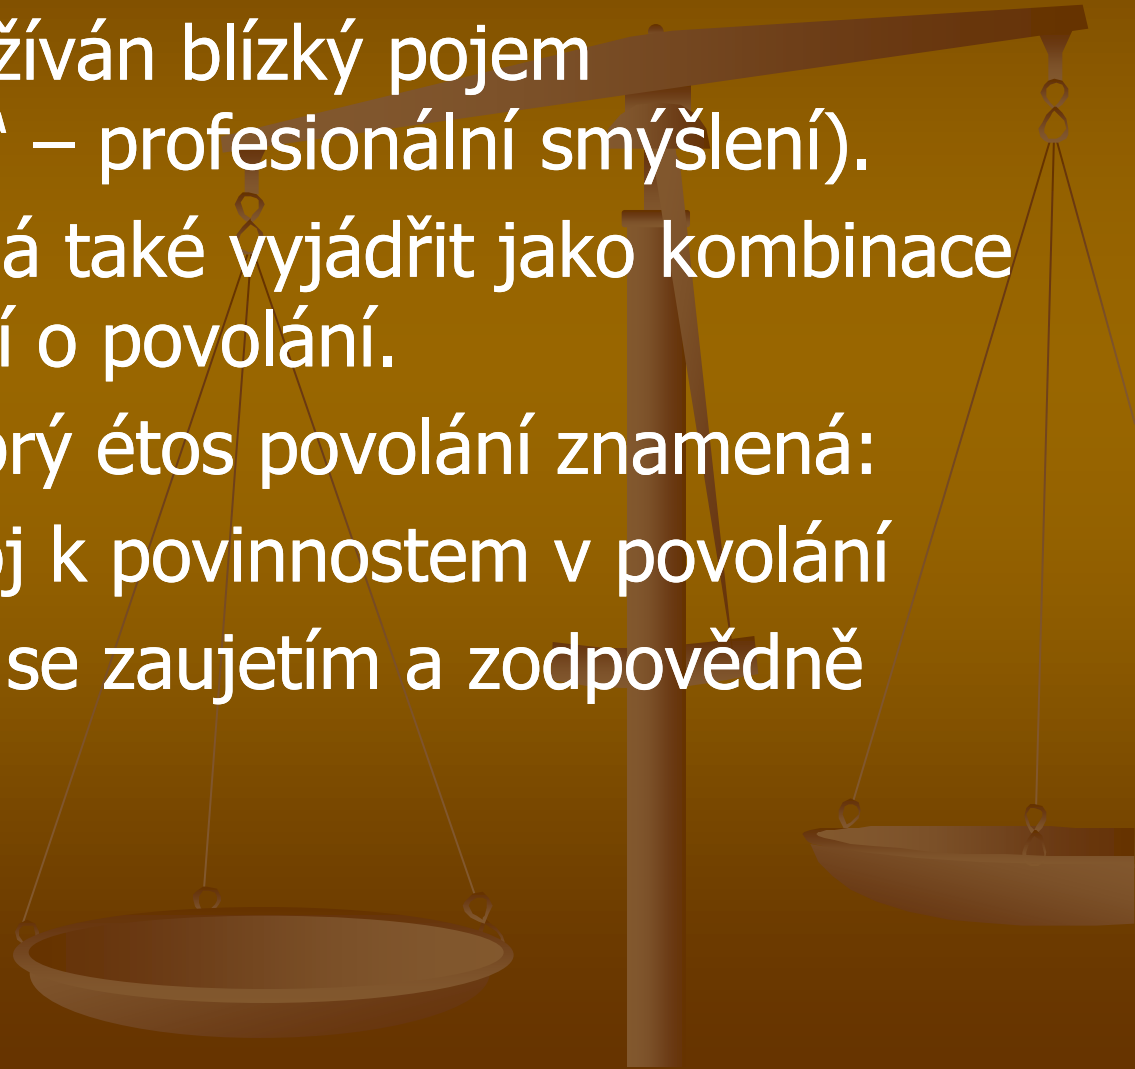 žíván blízký pojem
– profesionální smýšlení).
á také vyjádřit jako kombinace
í o povolání.
orý étos povolání znamená:
oj k povinnostem v povolání
se zaujetím a zodpovědně